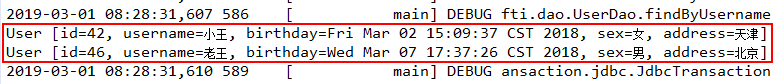 2019-03-01 08:28:31,607 586    [           main] DEBUG fti.dao.UserDao.findByUsername
User [id=42, username=小王, birthday=Fri Mar 02 15:09:37 CST 2018, sex=女, address=天津]
User [id=46, username=老王, birthday=Wed Mar 07 17:37:26 CST 2018, sex=男, address=北京]
2019-03-01 08:28:31,610 589    [           main] DEBUG ansaction.jdbc.JdbcTransaction